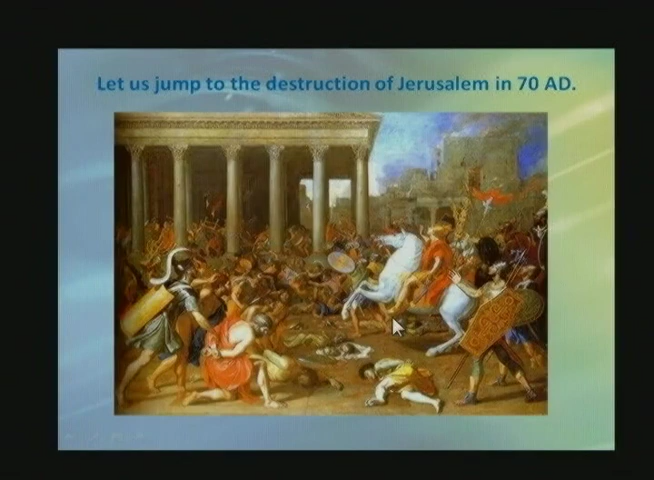 Let us jump to the destruction of Jerusalem in 70 AD.